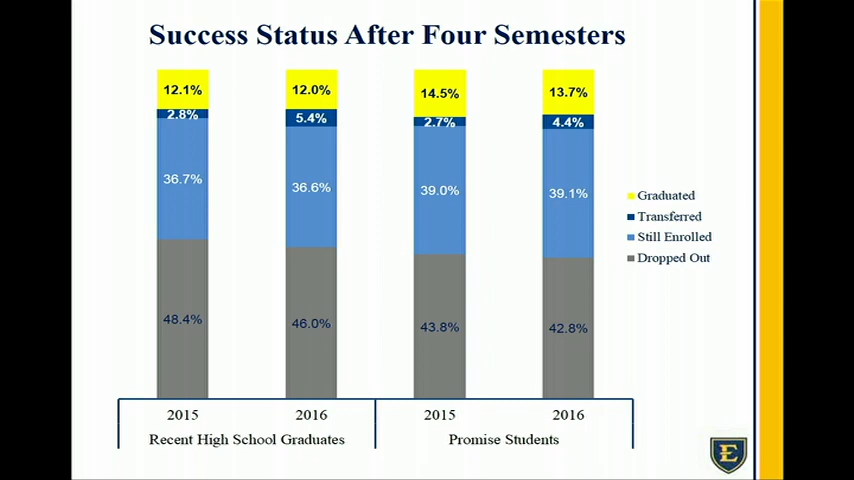 Success Status After Four Semesters
12.1% 12.0% 14.5% 13.7%
2.8% 5.4% 2.7% 4.4%
36.7% 36.6% 39.0% 39.1%
48.4% 46.0% 43.8% 42.8%
Graduated
Transferred
Still Enrolled
Dropped Out
2015 2016 2015 2016
Recent High School Graduates Promise Students
E